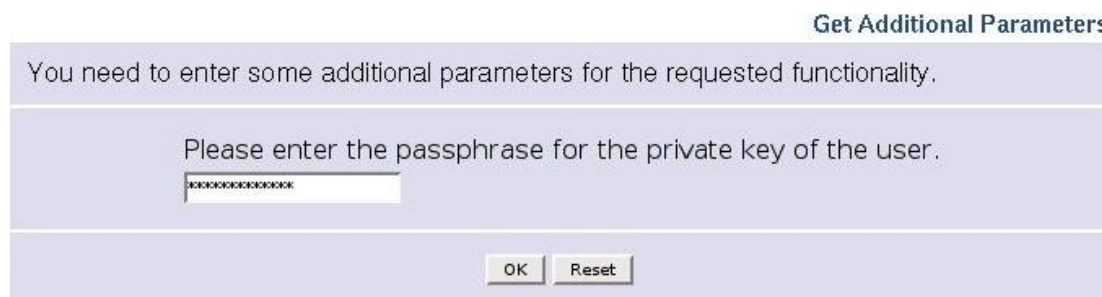 Get Additional Parameters
You need to enter some additional parameters for the requested functionality.
Please enter the passphrase for the private key of the user.
****************
OK Reset